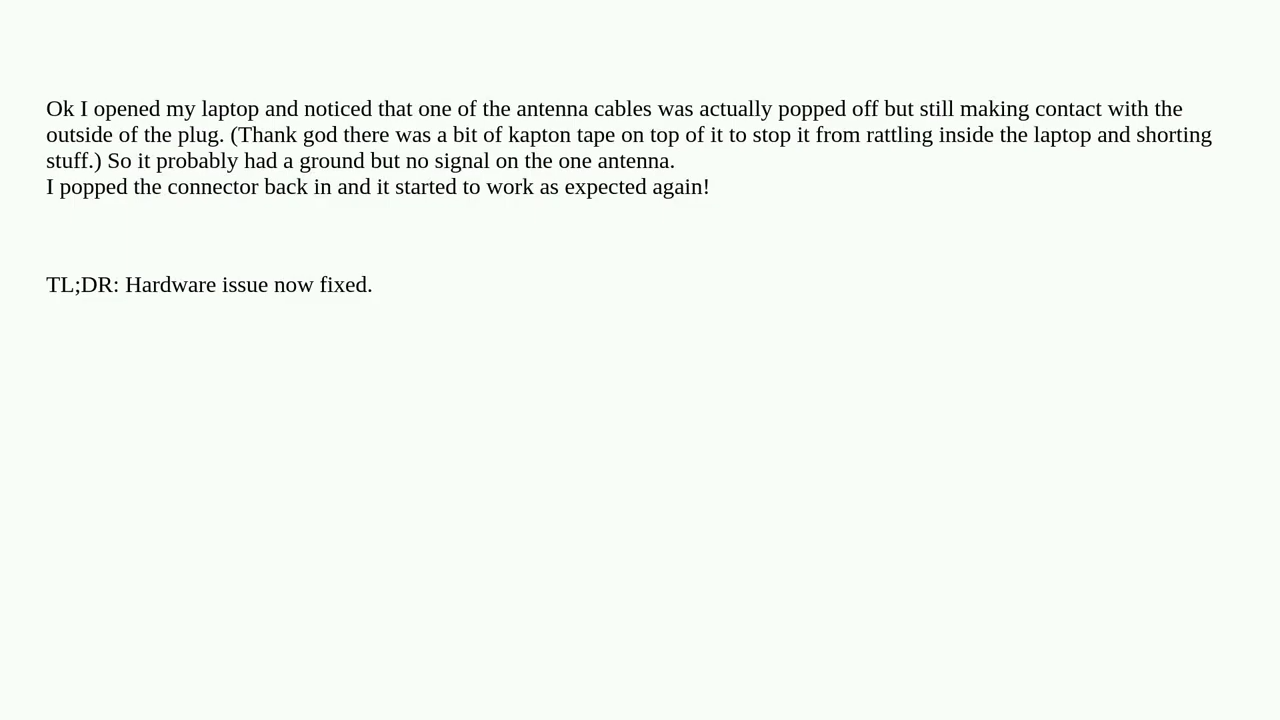 Ok I opened my laptop and noticed that one of the antenna cables was actually popped off but still making contact with the
outside of the plug. (Thank god there was a bit of kapton tape on top of it to stop it from rattling inside the laptop and shorting
stuff.) So it probably had a ground but no signal on the one antenna.
I popped the connector back in and it started to work as expected again!
TL;DR: Hardware issue now fixed.